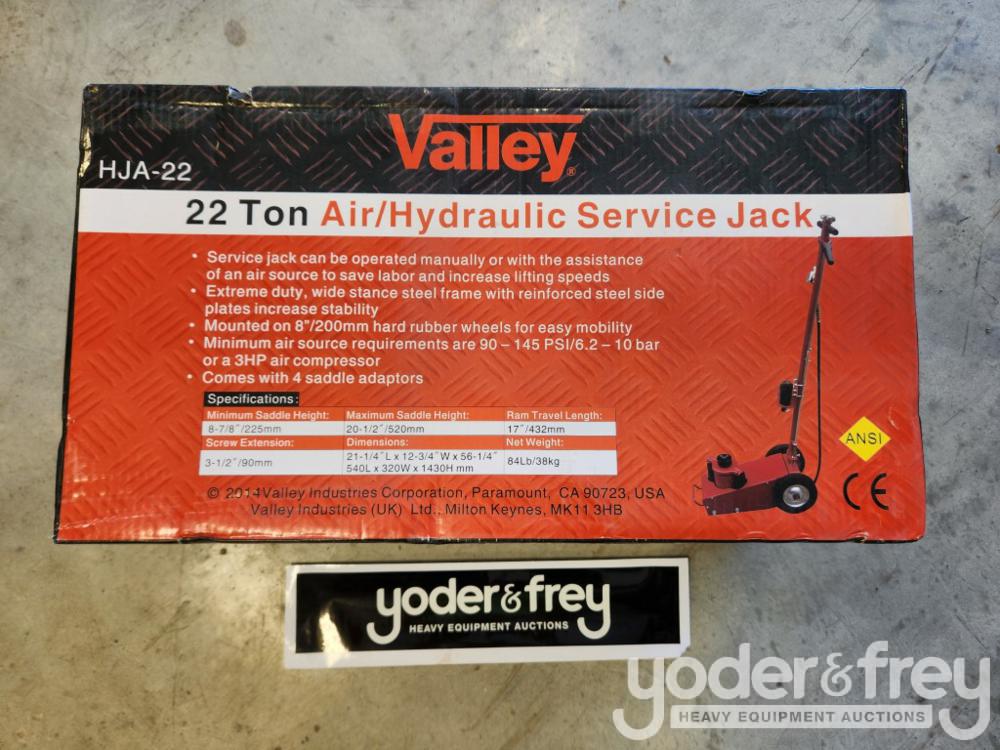 Valley®
HJA-22
22 Ton Air/Hydraulic Service Jack
• Service jack can be operated manually or with the assistance
of an air source to save labor and increase lifting speeds
• Extreme duty, wide stance steel frame with reinforced steel side
plates increase stability
• Mounted on 8"/200mm hard rubber wheels for easy mobility
• Minimum air source requirements are 90 – 145 PSI/6.2 – 10 bar
or a 3HP air compressor
• Comes with 4 saddle adaptors
Specifications:
Minimum Saddle Height: Maximum Saddle Height: Ram Travel Length:
8-7/8"/225mm 20-1/2"/520mm 17"/432mm
Screw Extension: Dimensions: Net Weight:
3-1/2"/90mm 21-1/4"L x 12-3/4"W x 56-1/4" 84Lb/38kg
540L x 320W x 1430H mm
ANSI
CE
© 2014 Valley Industries Corporation, Paramount, CA 90723, USA
Valley Industries (UK) Ltd., Milton Keynes, MK11 3HB
yoder&frey
HEAVY EQUIPMENT AUCTIONS
yoder&frey
HEAVY EQUIPMENT AUCTIONS